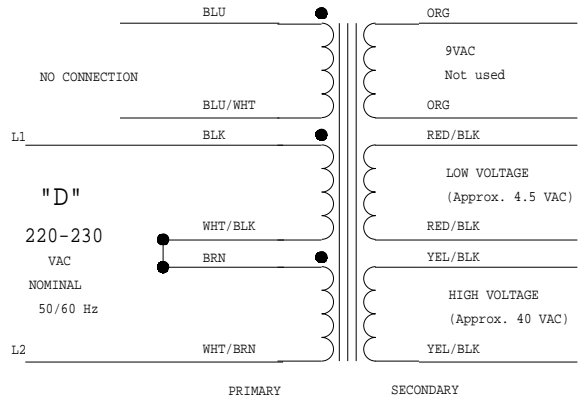 BLU
ORG
9VAC
Not used
NO CONNECTION
BLU/WHT
ORG
L1
BLK
RED/BLK
LOW VOLTAGE
(Approx. 4.5 VAC)
"D"
220-230
VAC
NOMINAL
50/60 Hz
WHT/BLK
RED/BLK
BRN
YEL/BLK
HIGH VOLTAGE
(Approx. 40 VAC)
L2
WHT/BRN
YEL/BLK
PRIMARY
SECONDARY